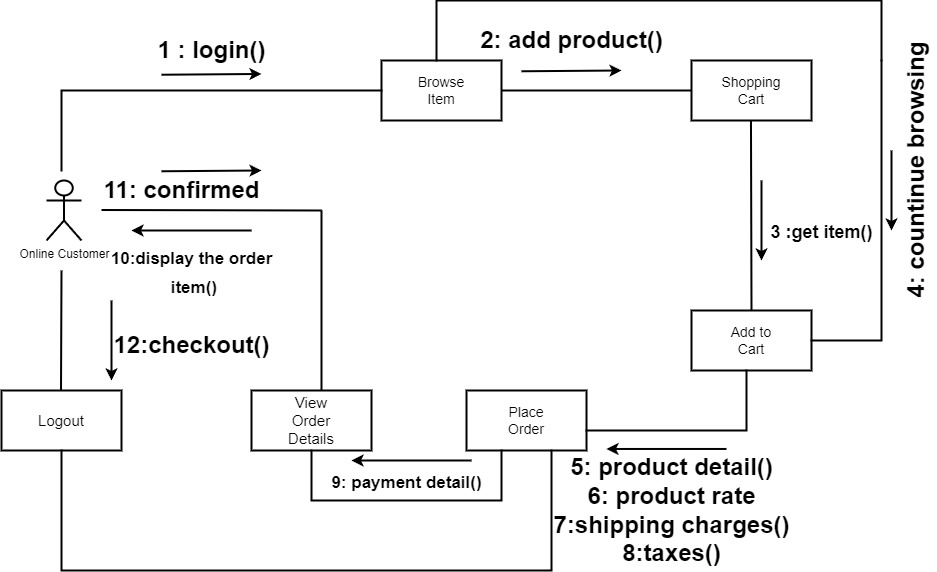 1 : login()
2: add product()
Browse
Item
Shopping
Cart
4: countinue browsing
11: confirmed
Online Customer
10:display the order
item()
3 :get item()
12:checkout()
Add to
Cart
Logout
View
Order
Details
Place
Order
9: payment detail()
5: product detail()
6: product rate
7:shipping charges()
8:taxes()